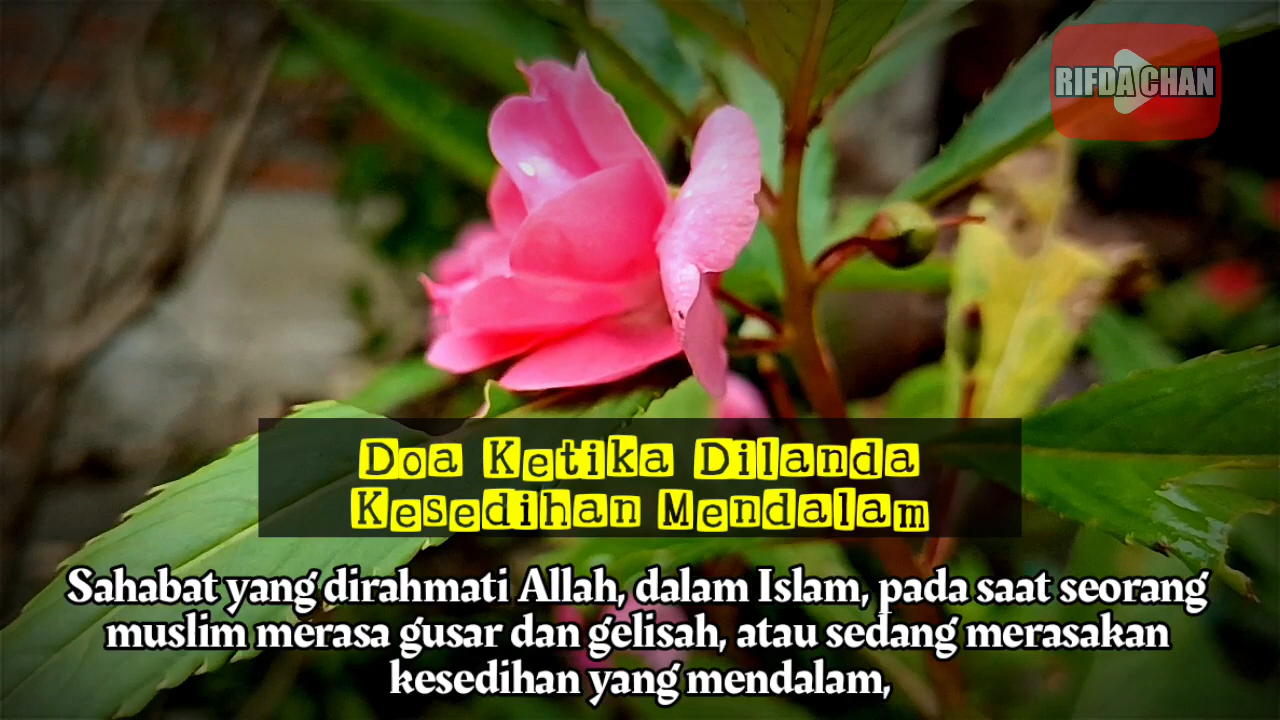 RIFDA CHAN
Doa Ketika Dilanda
Kesedihan Mendalam
Sahabat yang dirahmati Allah, dalam Islam, pada saat seorang
muslim merasa gusar dan gelisah, atau sedang merasakan
kesedihan yang mendalam,